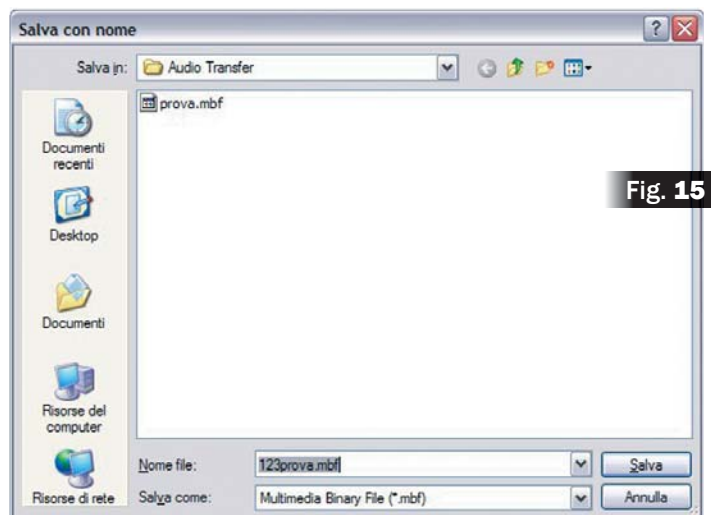 Salva con nome
Salva in: Audio Transfer
prova.mbf
Documenti
recenti
Desktop
Documenti
Risorse del
computer
Risorse di rete
Nome file: 123prova.mbf Salva
Salva come: Multimedia Binary File (*.mbf) Annulla
Fig. 15